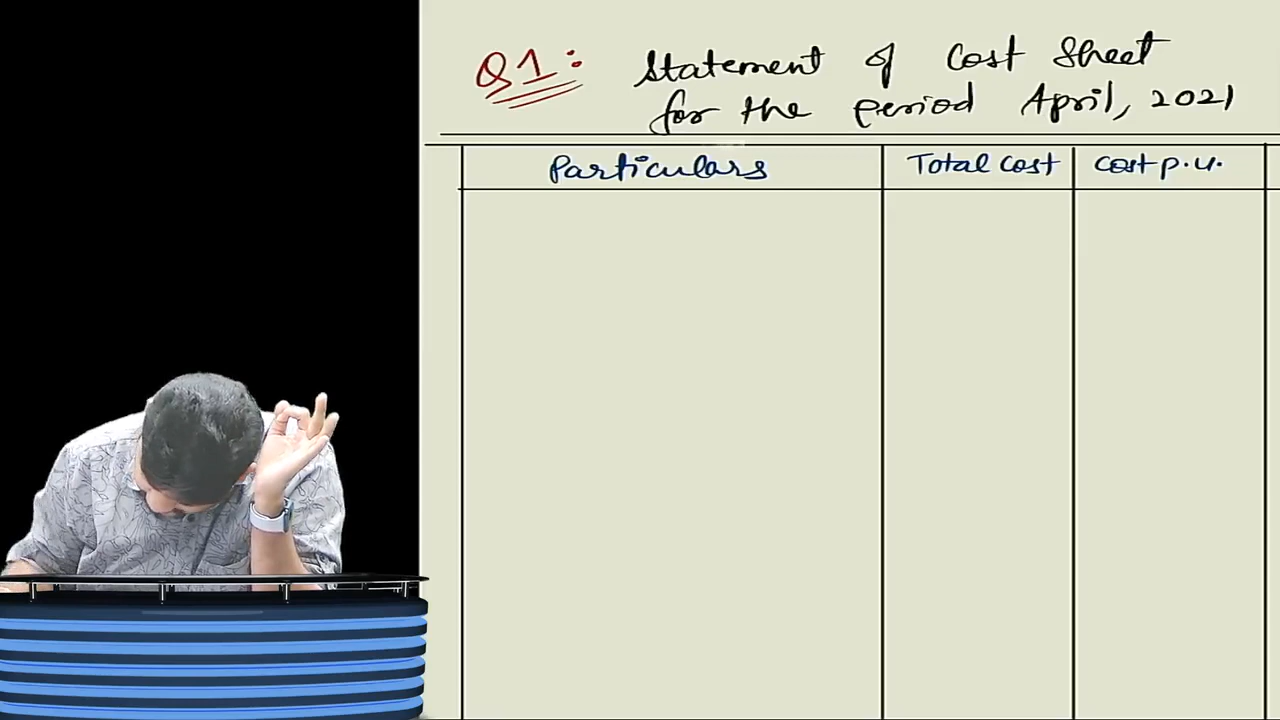 Q1: Statement of Cost Sheet
for the period April, 2021
Particulars
Total Cost
Cost p.u.